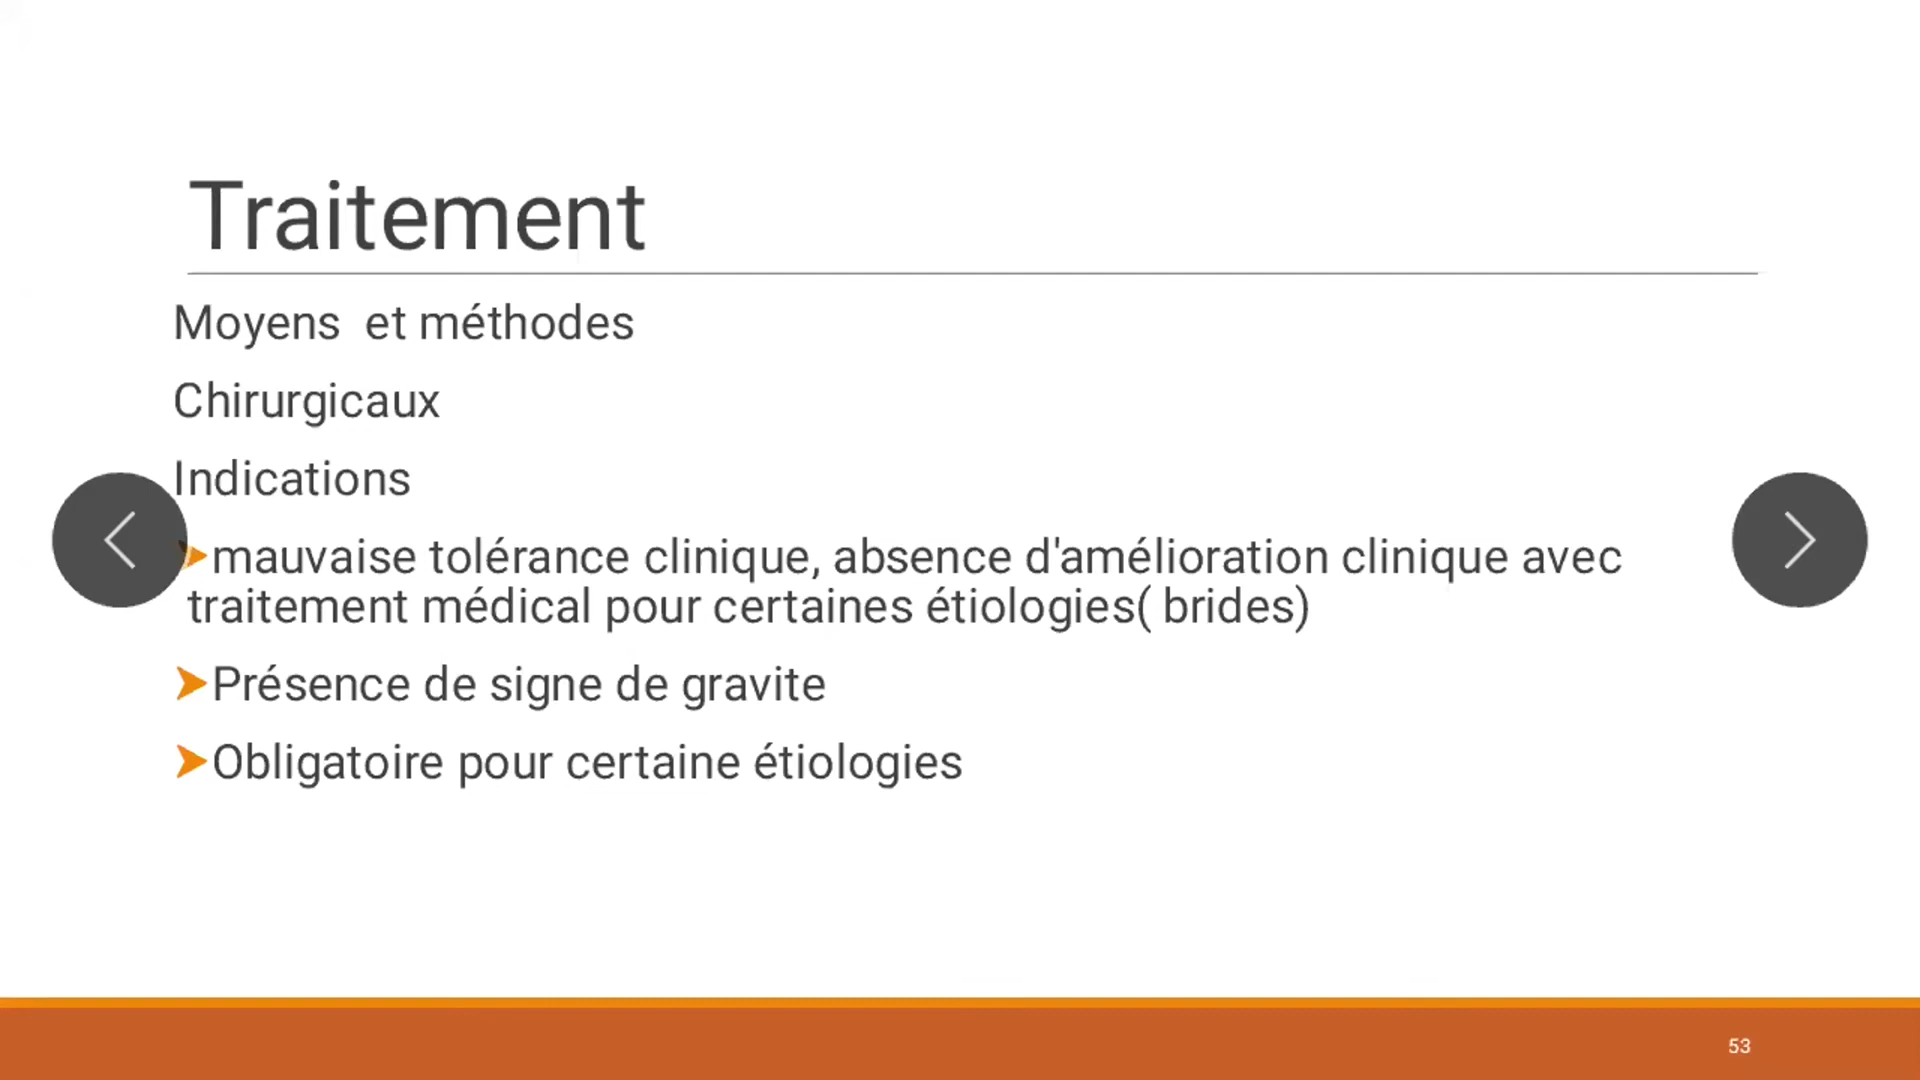 Traitement
Moyens  et méthodes
Chirurgicaux
Indications
➤mauvaise tolérance clinique, absence d'amélioration clinique avec
traitement médical pour certaines étiologies( brides)
➤Présence de signe de gravite
➤Obligatoire pour certaine étiologies
53